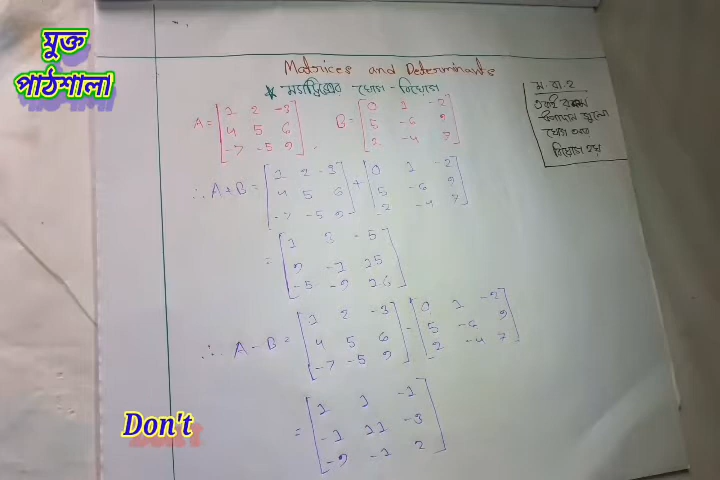 মুক্ত
পাঠশালা
Matrices and Determinants
* ম্যাট্রিক্সের -যোগ -বিয়োগ
A = [1 2 -3
4 5 6
-7 -5 9]
B = [0 1 -2
5 -6 9
2 -4 7]
∴ A+B = [1 2 -3
4 5 6
-7 -5 9] + [0 1 -2
5 -6 9
2 -4 7]
= [1 3 -5
9 -1 15
-5 -9 16]
∴ A - B = [1 2 -3
4 5 6
-7 -5 9] - [0 1 -2
5 -6 9
2 -4 7]
= [1 1 -1
-1 11 -3
-9 -1 2]
একই
যোগ
বিয়োগ হয়
Don't